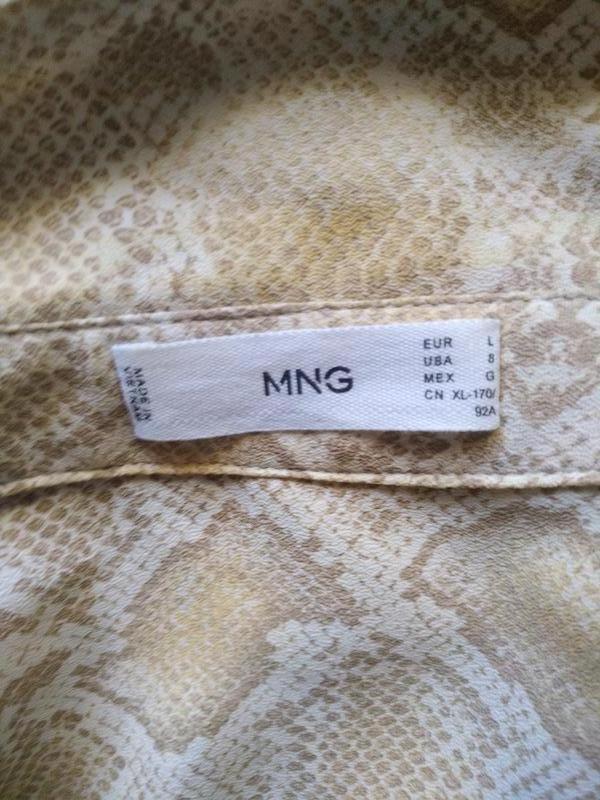 MADE IN
VIETNAM
MNG
EUR L
USA 8
MEX G
CN XL-170/
92A